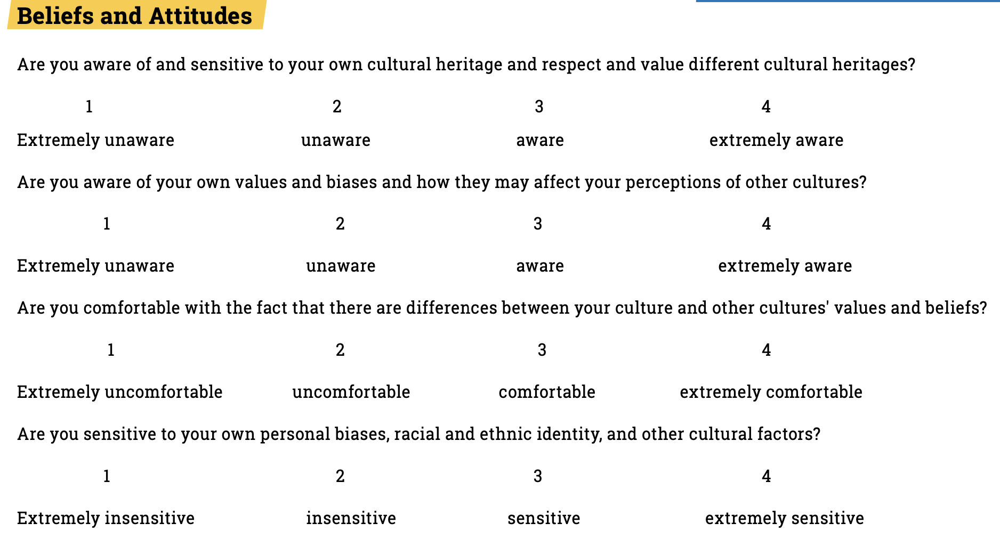 Beliefs and Attitudes
Are you aware of and sensitive to your own cultural heritage and respect and value different cultural heritages?
1 2 3 4
Extremely unaware unaware aware extremely aware
Are you aware of your own values and biases and how they may affect your perceptions of other cultures?
1 2 3 4
Extremely unaware unaware aware extremely aware
Are you comfortable with the fact that there are differences between your culture and other cultures' values and beliefs?
1 2 3 4
Extremely uncomfortable uncomfortable comfortable extremely comfortable
Are you sensitive to your own personal biases, racial and ethnic identity, and other cultural factors?
1 2 3 4
Extremely insensitive insensitive sensitive extremely sensitive